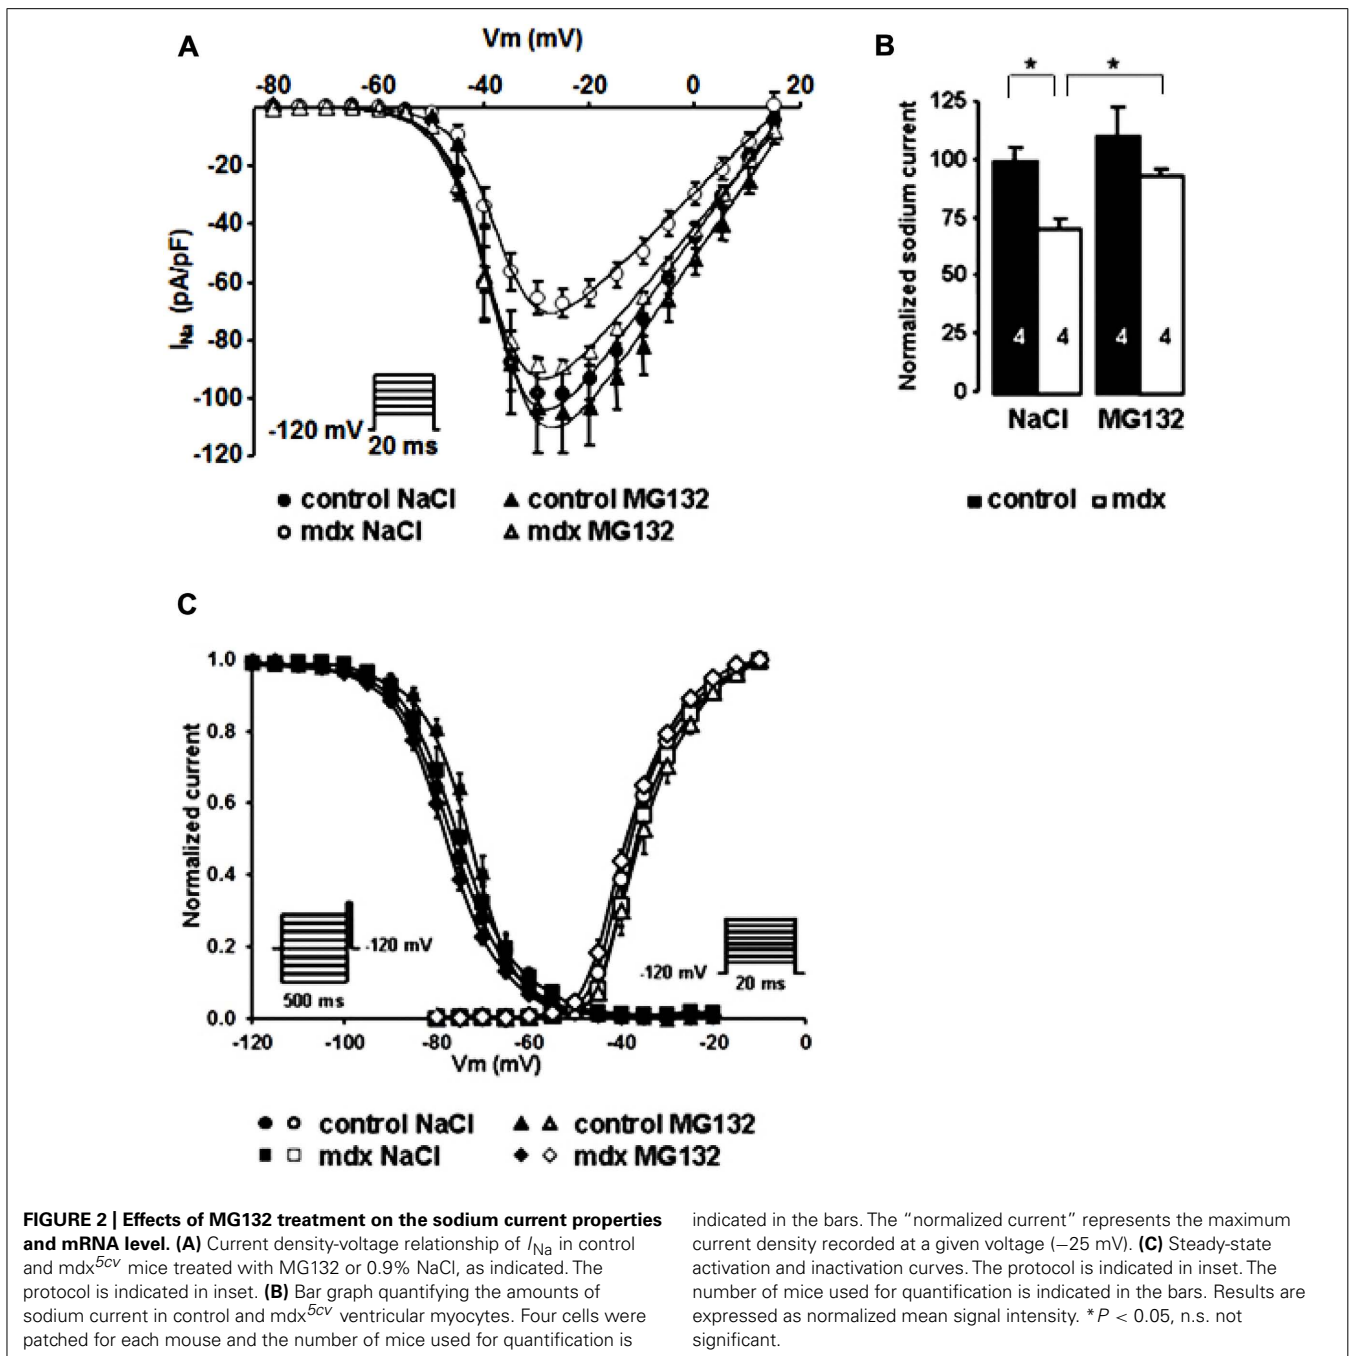 A
Vm (mV)
-80 -60 -40 -20 0 20
-20
-40
-60
-80
-100
-120
INa (pA/pF)
-120 mV
20 ms
● control NaCl ▲ control MG132
○ mdx NaCl △ mdx MG132
B
* *
125
100
75
50
25
0
Normalized sodium current
4 4 4 4
NaCl MG132
■ control □ mdx
C
1.0
0.8
0.6
0.4
0.2
0.0
Normalized current
-120 mV
500 ms
-120 mV
20 ms
-120 -100 -80 -60 -40 -20 0
Vm (mV)
● ○ control NaCl ▲ △ control MG132
■ □ mdx NaCl ◆ ◇ mdx MG132
FIGURE 2 | Effects of MG132 treatment on the sodium current properties
and mRNA level. (A) Current density-voltage relationship of INa in control
and mdx5cv mice treated with MG132 or 0.9% NaCl, as indicated. The
protocol is indicated in inset. (B) Bar graph quantifying the amounts of
sodium current in control and mdx5cv ventricular myocytes. Four cells were
patched for each mouse and the number of mice used for quantification is
indicated in the bars. The “normalized current” represents the maximum
current density recorded at a given voltage (−25 mV). (C) Steady-state
activation and inactivation curves. The protocol is indicated in inset. The
number of mice used for quantification is indicated in the bars. Results are
expressed as normalized mean signal intensity. *P < 0.05, n.s. not
significant.